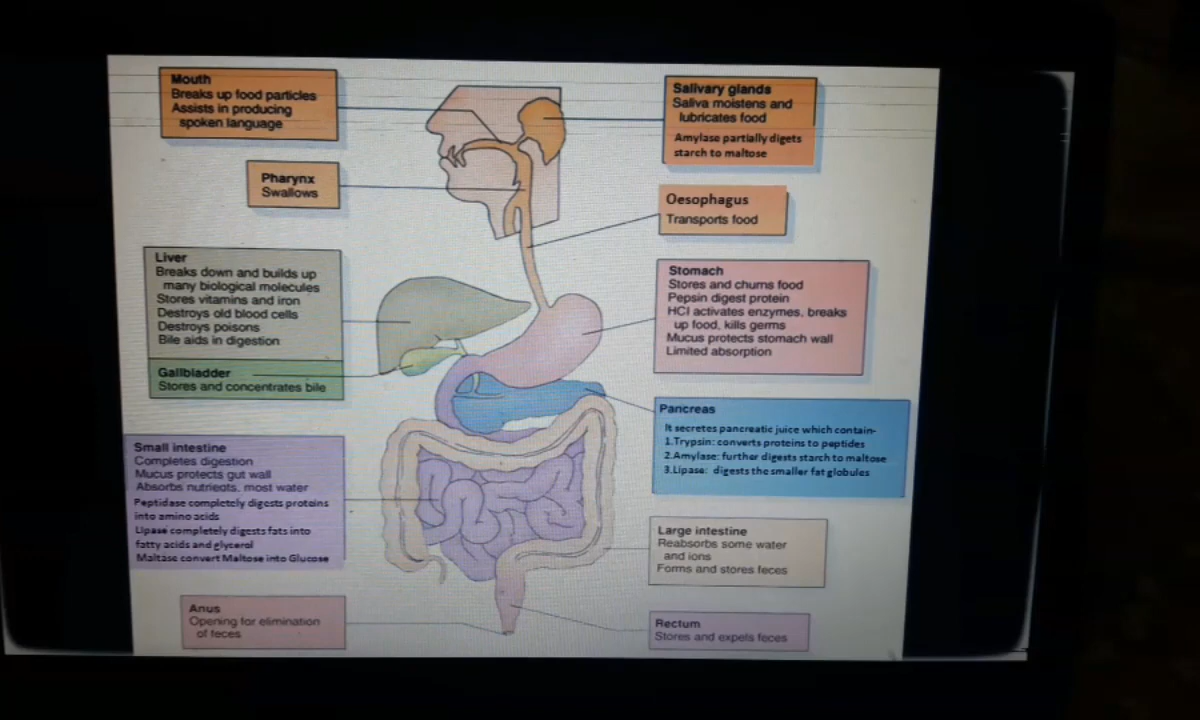 Mouth
Breaks up food particles
Assists in producing
spoken language
Salivary glands
Saliva moistens and
lubricates food
Amylase partially digets
starch to maltose
Pharynx
Swallows
Oesophagus
Transports food
Liver
Breaks down and builds up
many biological molecules
Stores vitamins and iron
Destroys old blood cells
Destroys poisons
Bile aids in digestion
Gallbladder
Stores and concentrates bile
Stomach
Stores and churns food
Pepsin digest protein
HCl activates enzymes, breaks
up food, kills germs
Mucus protects stomach wall
Limited absorption
Pancreas
It secretes pancreatic juice which contain-
1.Trypsin: converts proteins to peptides
2.Amylase: further digests starch to maltose
3.Lipase: digests the smaller fat globules
Small intestine
Completes digestion
Mucus protects gut wall
Absorbs nutrients, most water
Peptidase completely digests proteins
into amino acids
Lipase completely digests fats into
fatty acids and glycerol
Maltase convert Maltose into Glucose
Large intestine
Reabsorbs some water
and ions
Forms and stores feces
Anus
Opening for elimination
of feces
Rectum
Stores and expels feces